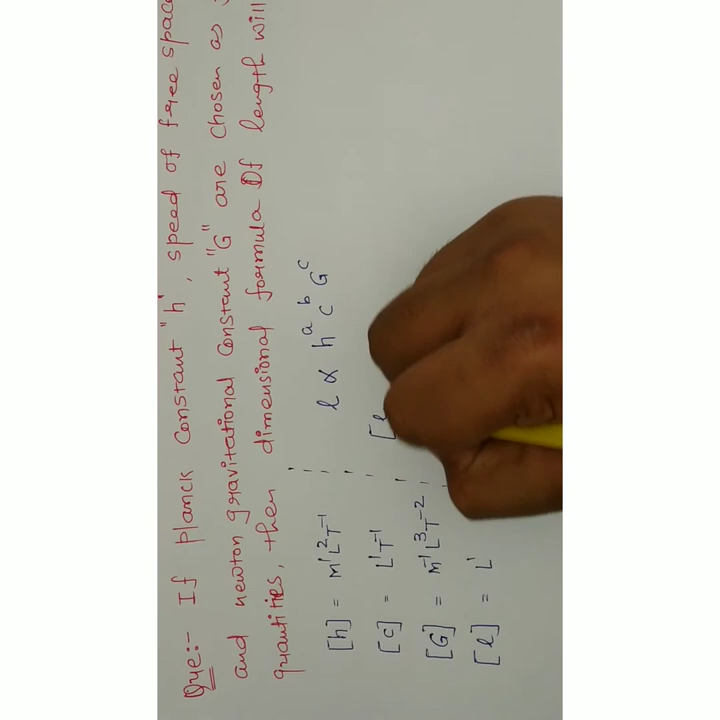 Que:- If planck constant "h", speed of free space
and newton gravitational constant "G" are chosen as
quantities, then dimensional formula Of length will
[h] = M¹L²T⁻¹
[c] = L¹T⁻¹
[G] = M⁻¹L³T⁻²
[l] = L¹
l ∝ hᵃ cᵇ Gᶜ
[l